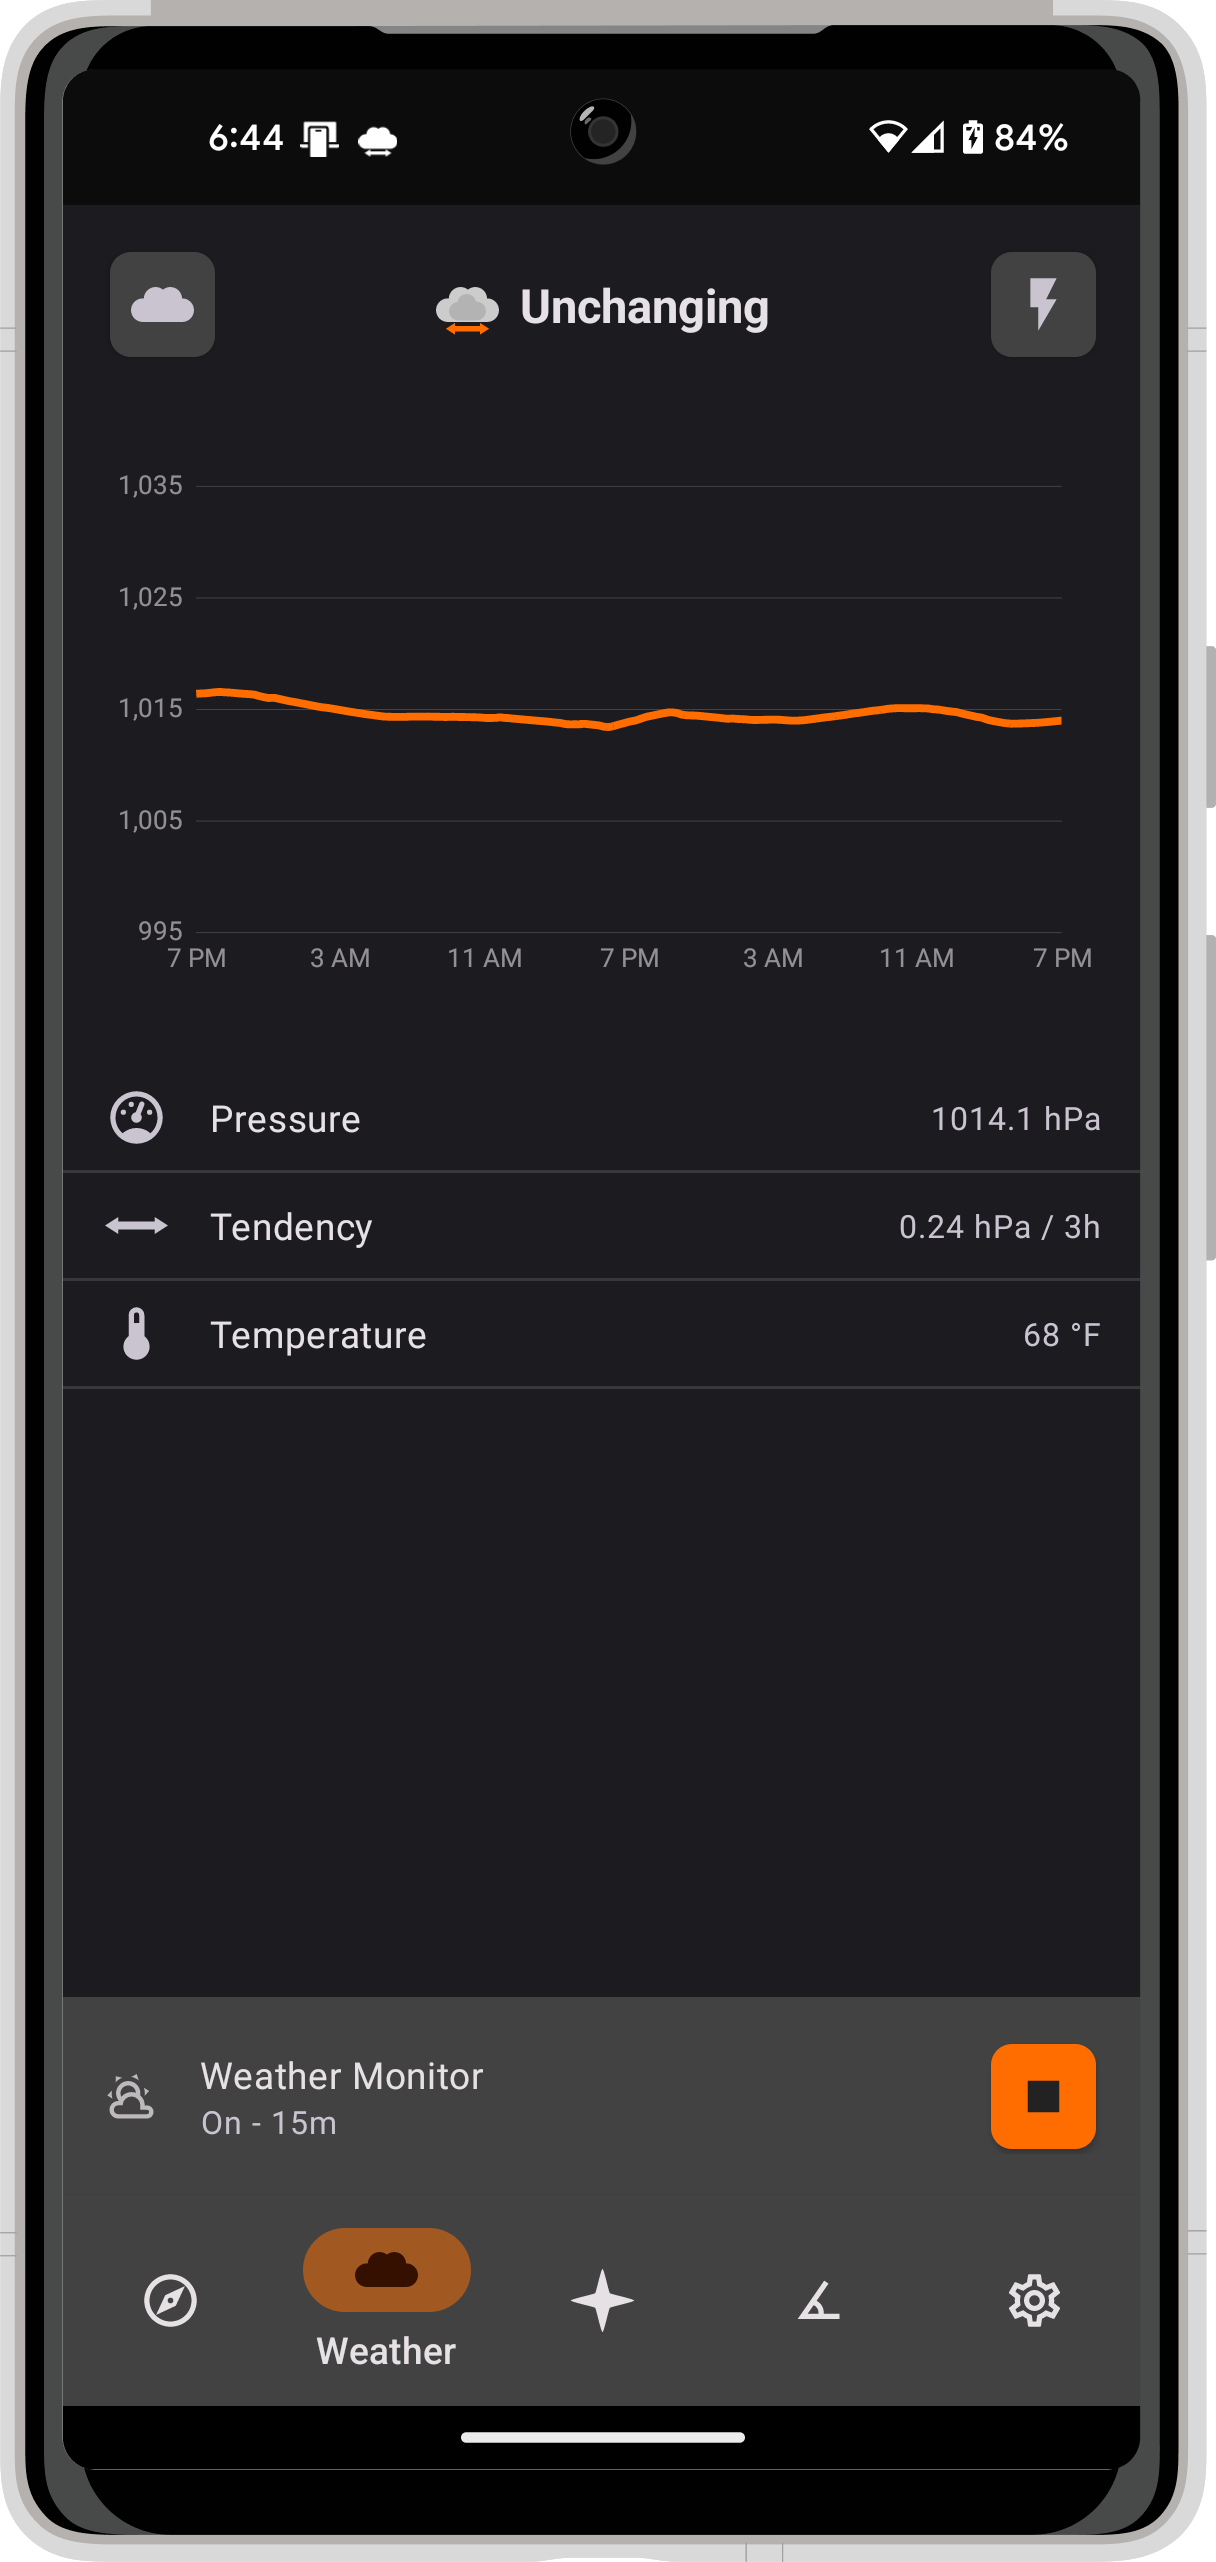 6:44
84%
Unchanging
1,035
1,025
1,015
1,005
995
7 PM 3 AM 11 AM 7 PM 3 AM 11 AM 7 PM
Pressure 1014.1 hPa
Tendency 0.24 hPa / 3h
Temperature 68 °F
Weather Monitor
On - 15m
Weather